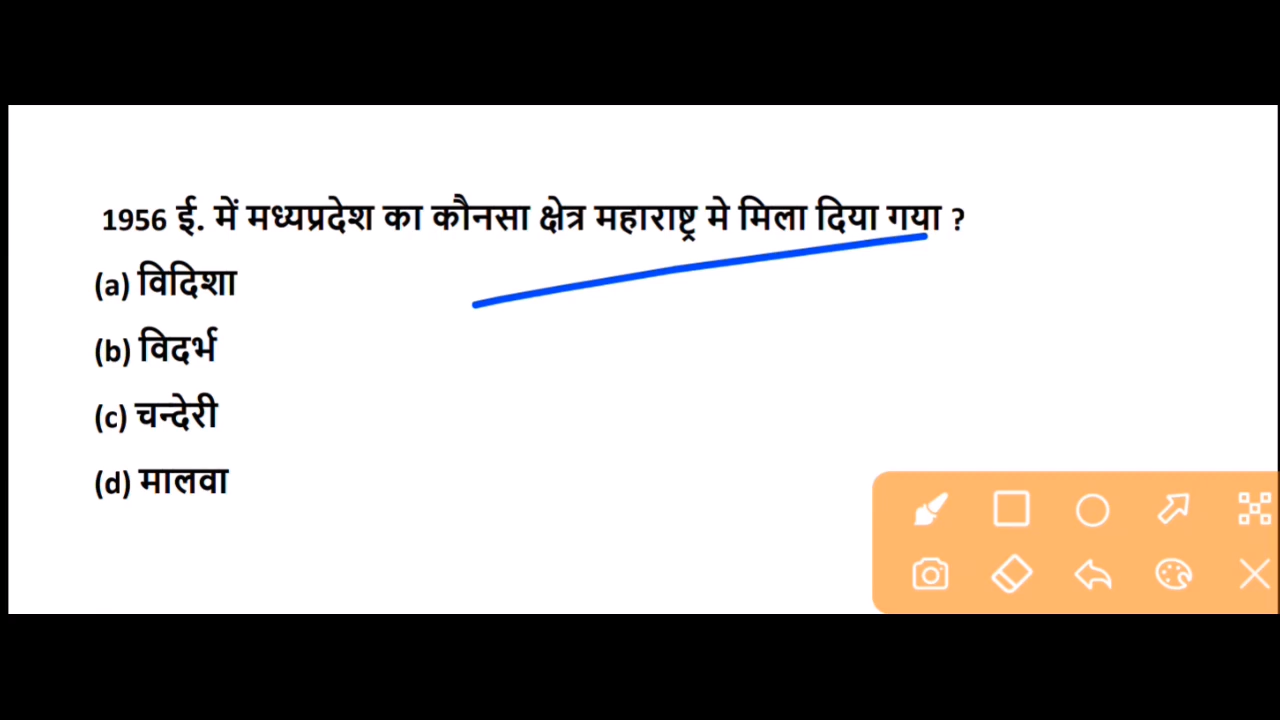 1956 ई. में मध्यप्रदेश का कौनसा क्षेत्र महाराष्ट्र मे मिला दिया गया ?
(a) विदिशा
(b) विदर्भ
(c) चन्देरी
(d) मालवा